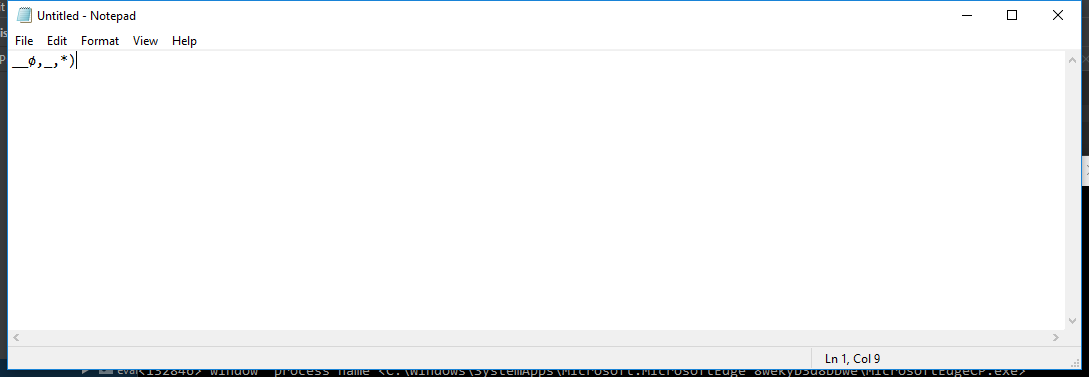 Untitled - Notepad
File Edit Format View Help
__ø,_,*)
Ln 1, Col 9
eval<132846> window process name <C:\Windows\SystemApps\Microsoft.MicrosoftEdge_8wekyb3d8bbwe\MicrosoftEdgeCP.exe>